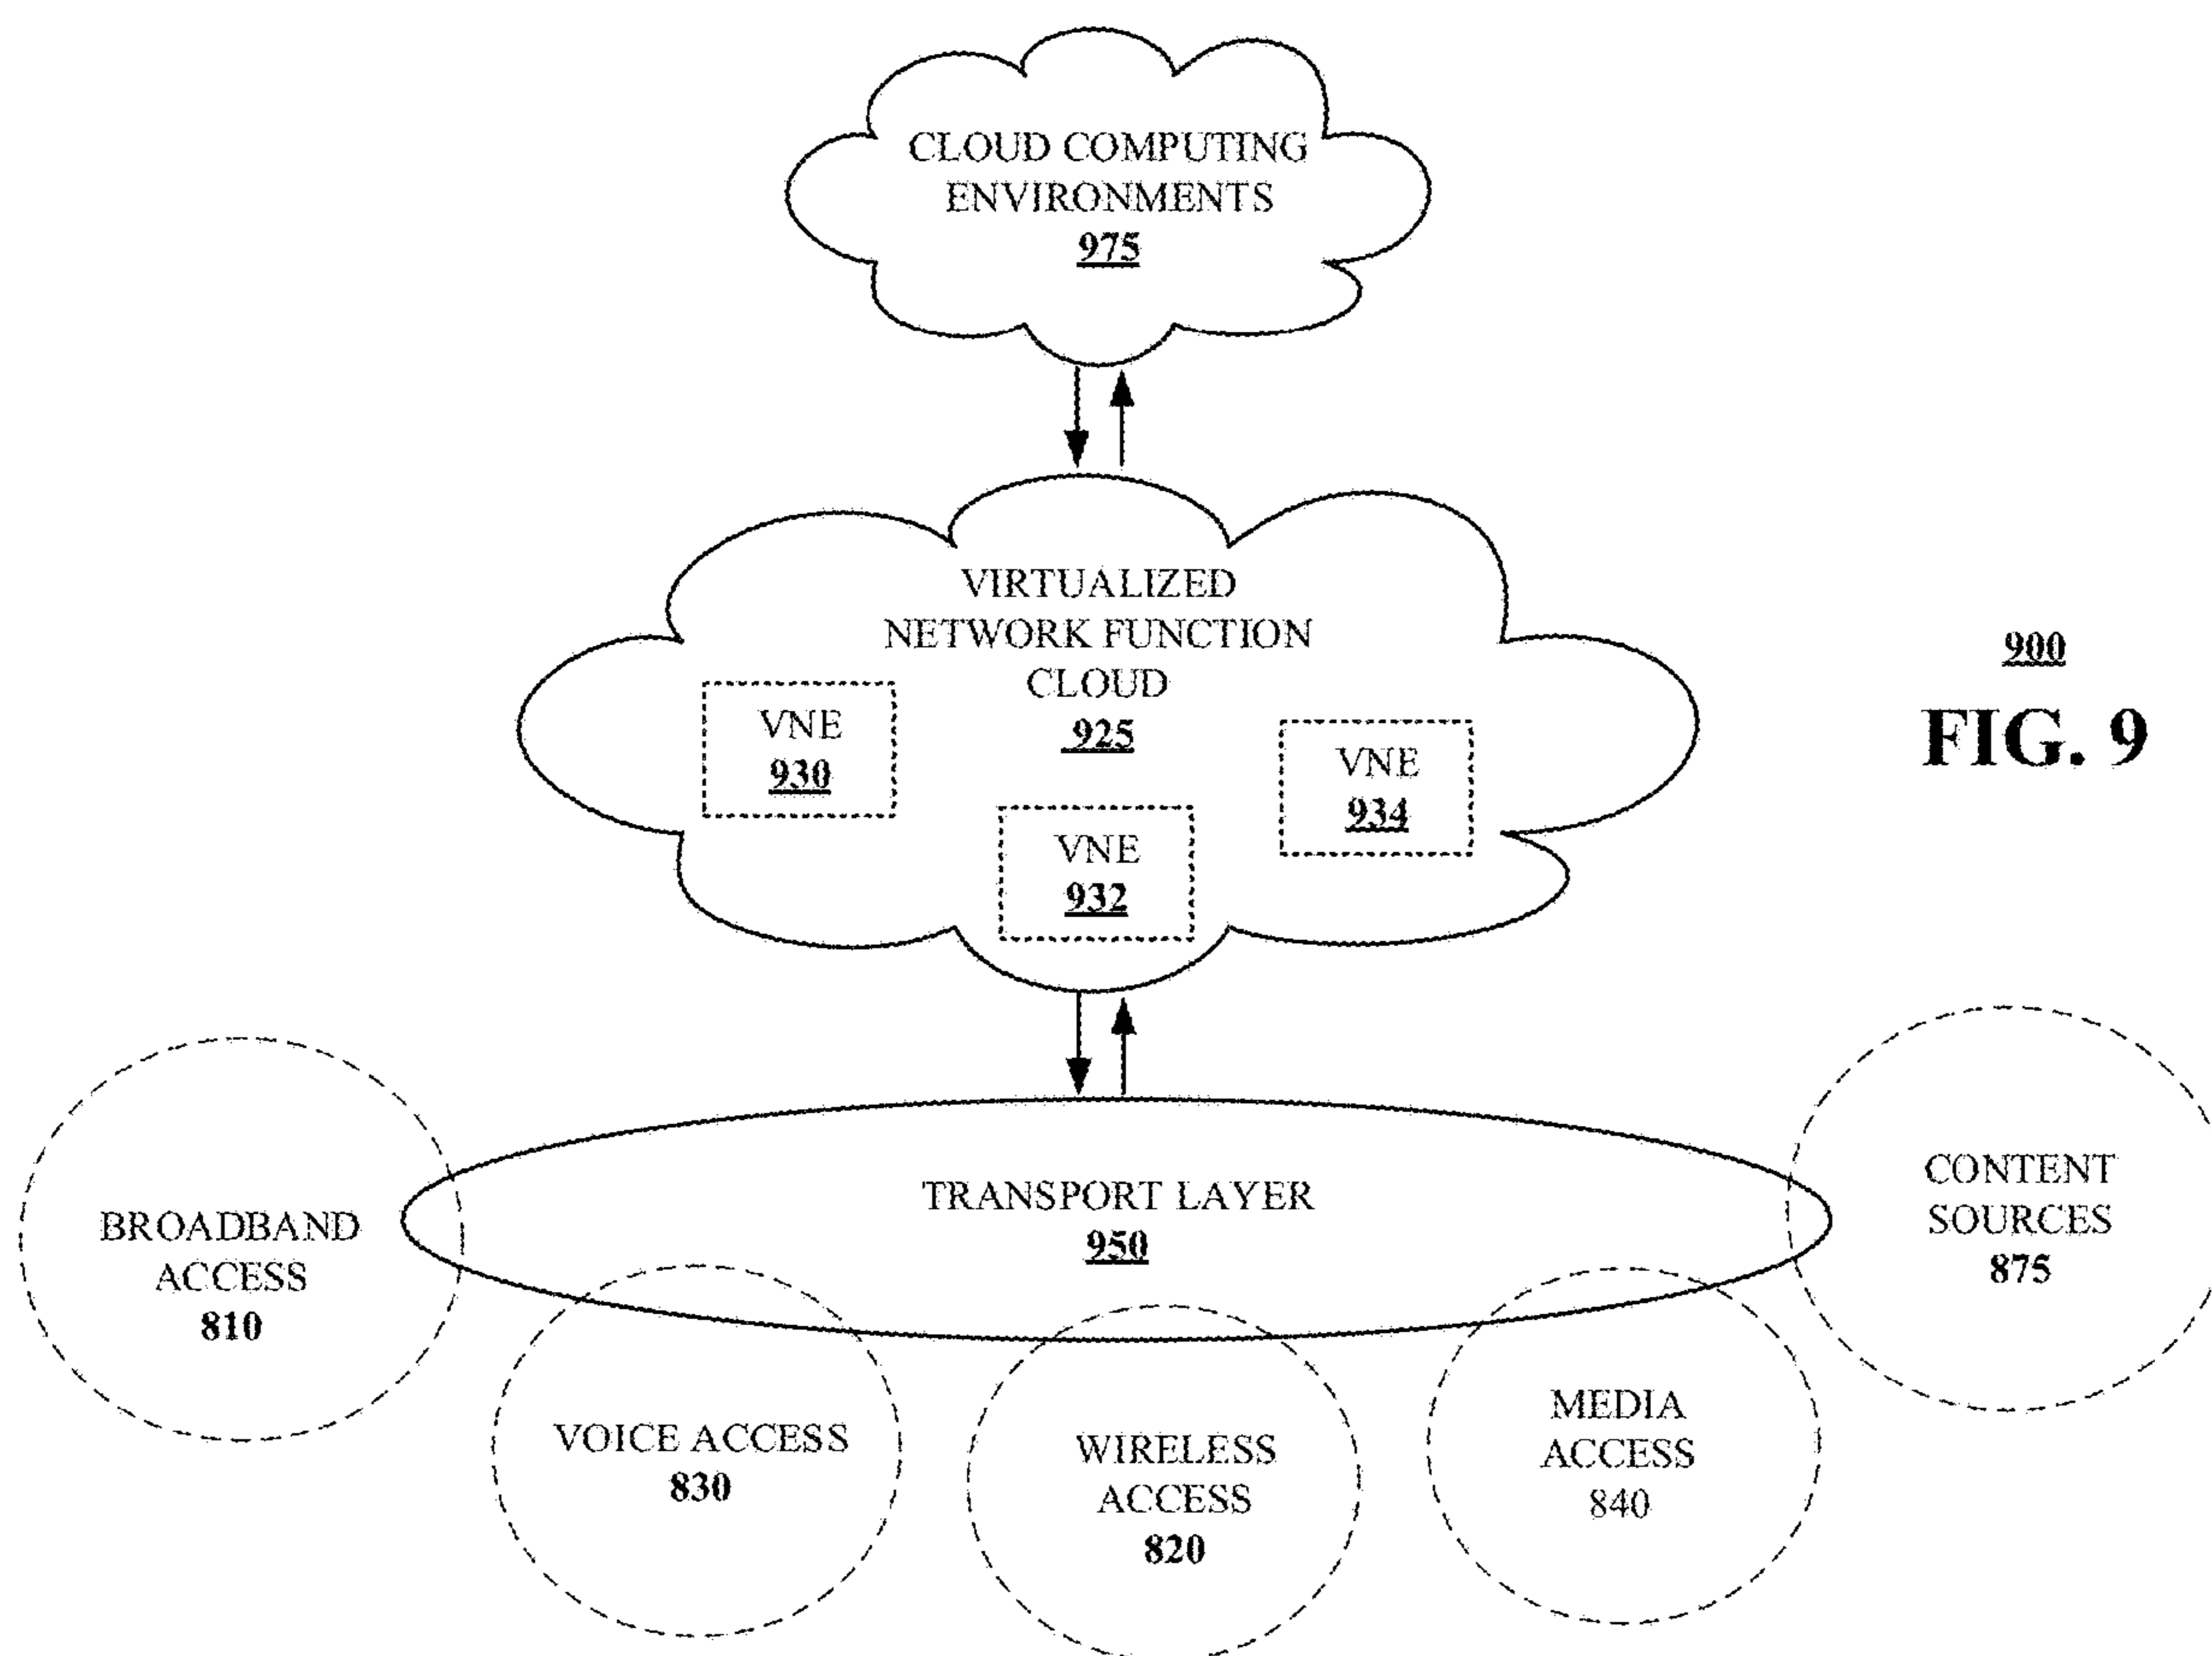 CLOUD COMPUTING
ENVIRONMENTS
975
VIRTUALIZED
NETWORK FUNCTION
CLOUD
925
VNE
930
VNE
932
VNE
934
900
FIG. 9
TRANSPORT LAYER
950
BROADBAND
ACCESS
810
VOICE ACCESS
830
WIRELESS
ACCESS
820
MEDIA
ACCESS
840
CONTENT
SOURCES
875